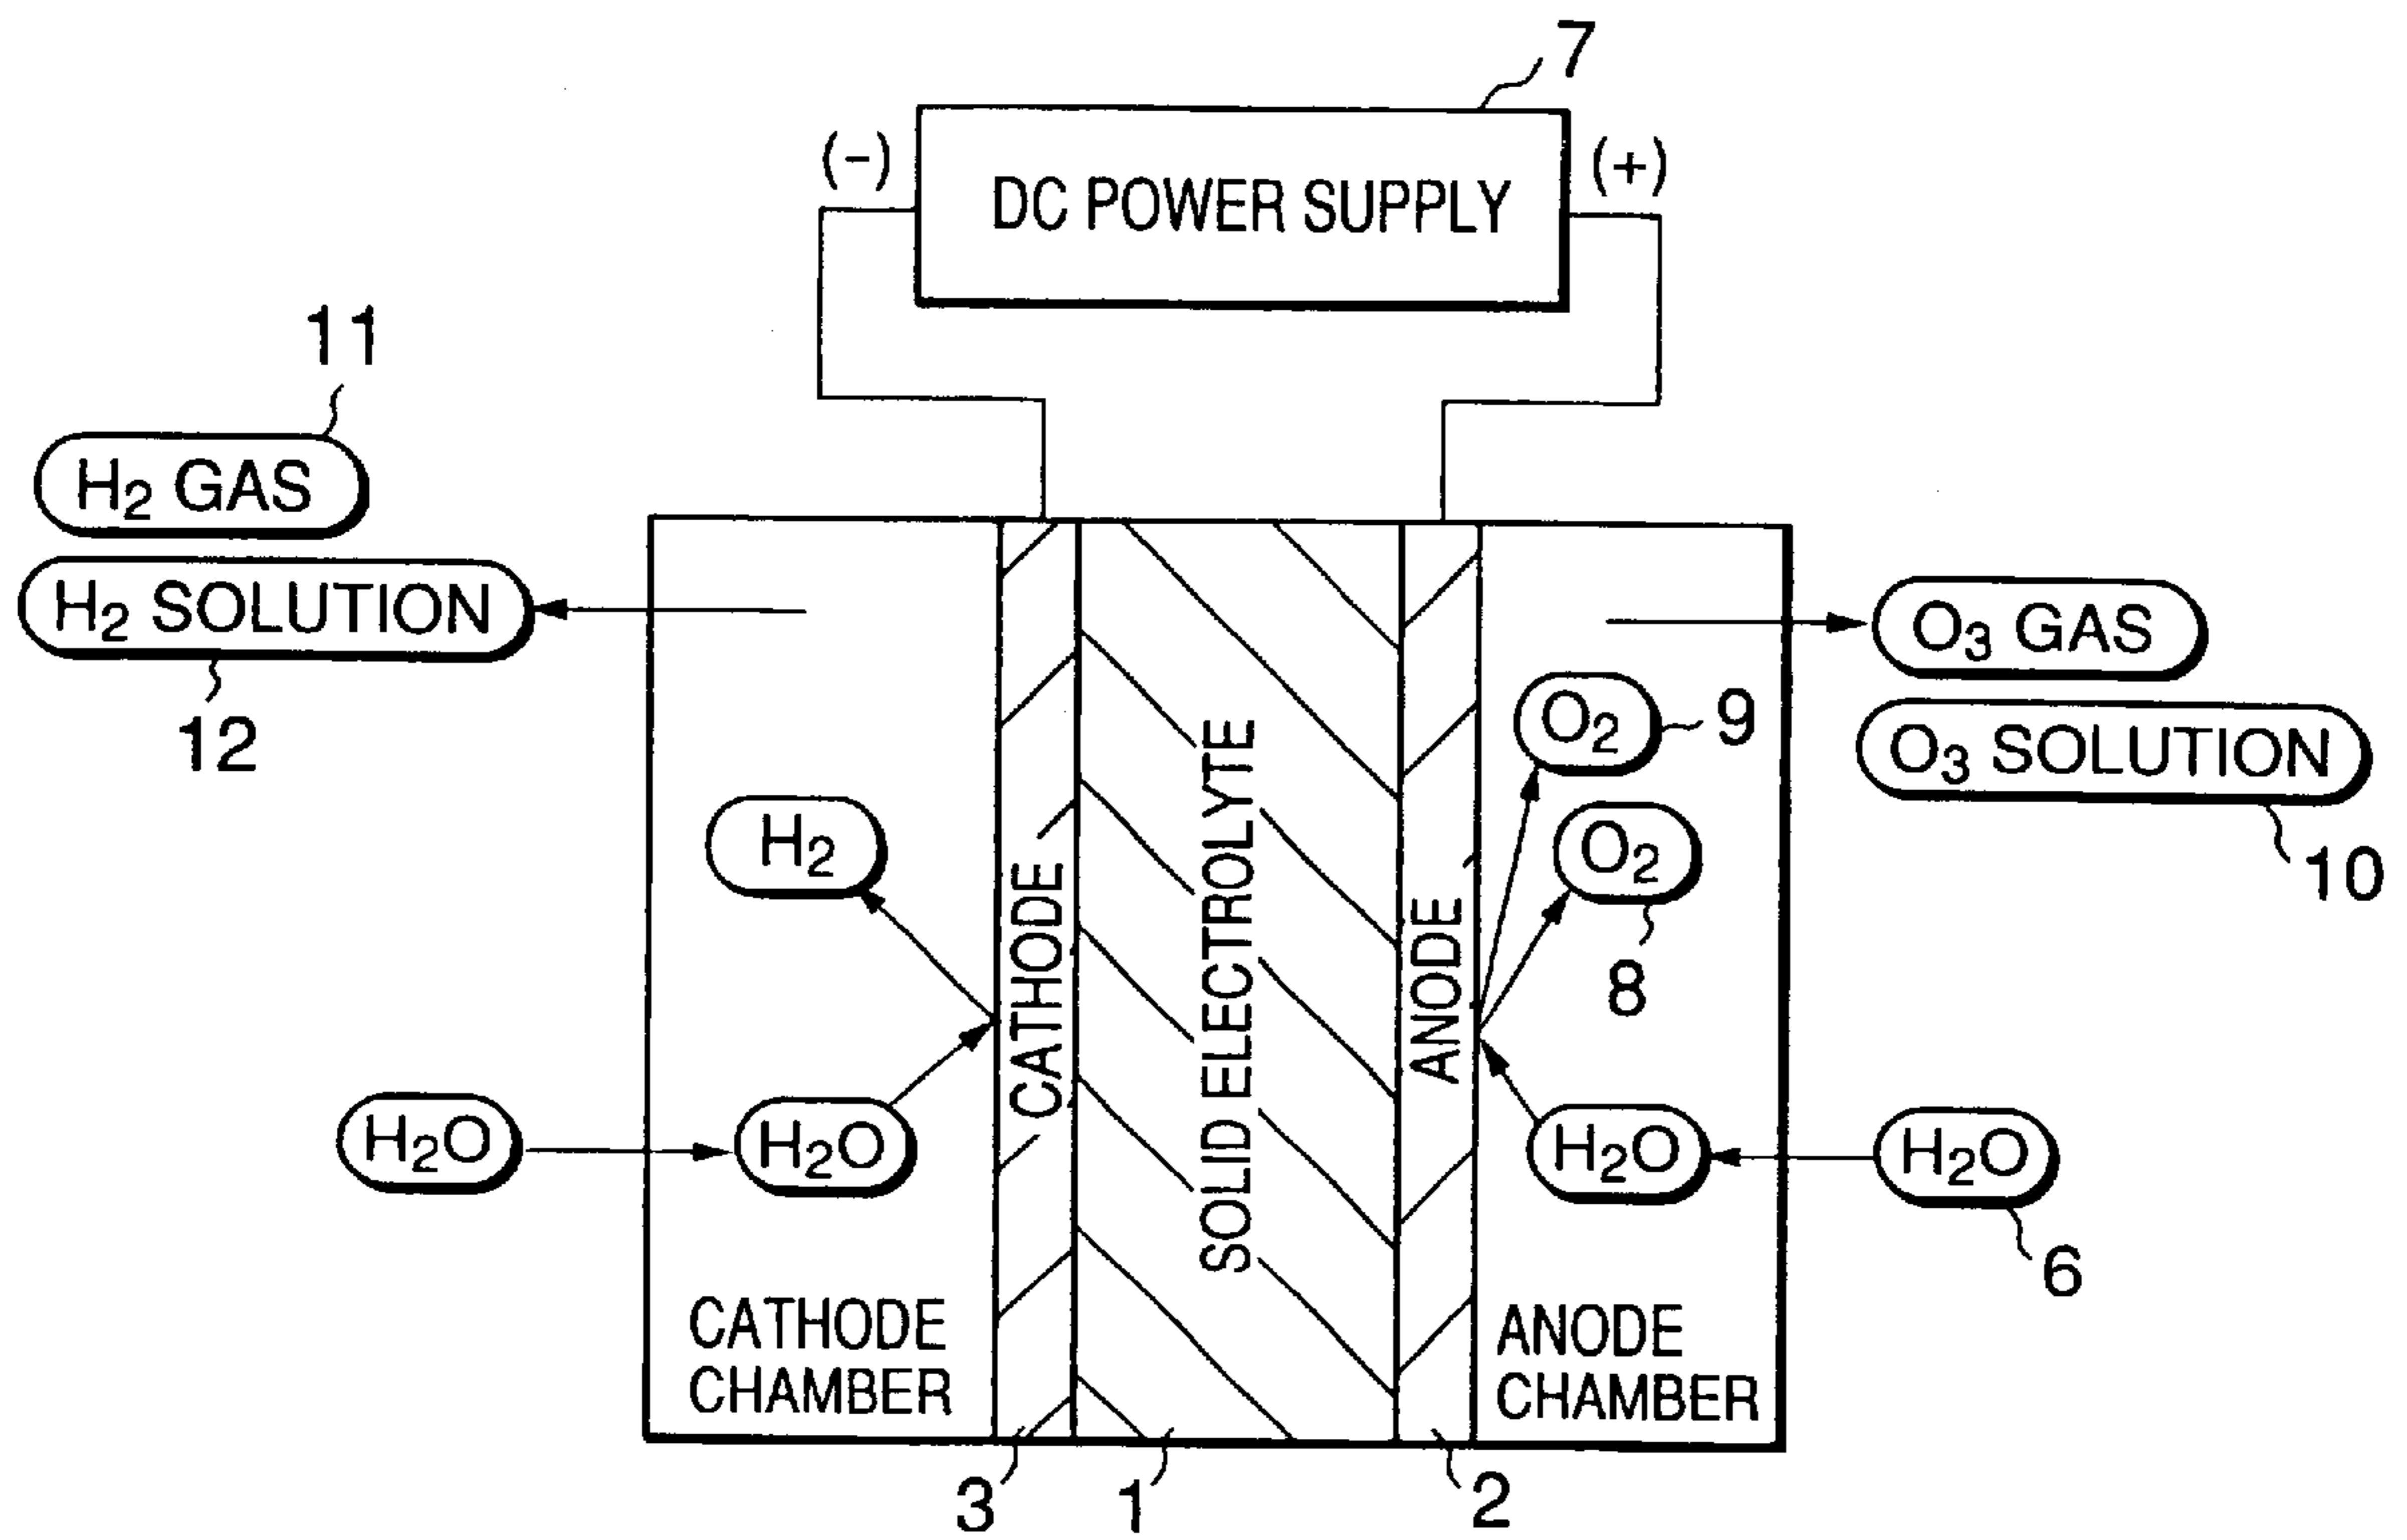 7
(-)
DC POWER SUPPLY
(+)
11
H2 GAS
H2 SOLUTION
12
O3 GAS
O3 SOLUTION
10
O2
9
O2
8
H2
CATHODE
SOLID ELECTROLYTE
ANODE
H2O
H2O
H2O
H2O
6
CATHODE
CHAMBER
ANODE
CHAMBER
3
1
2